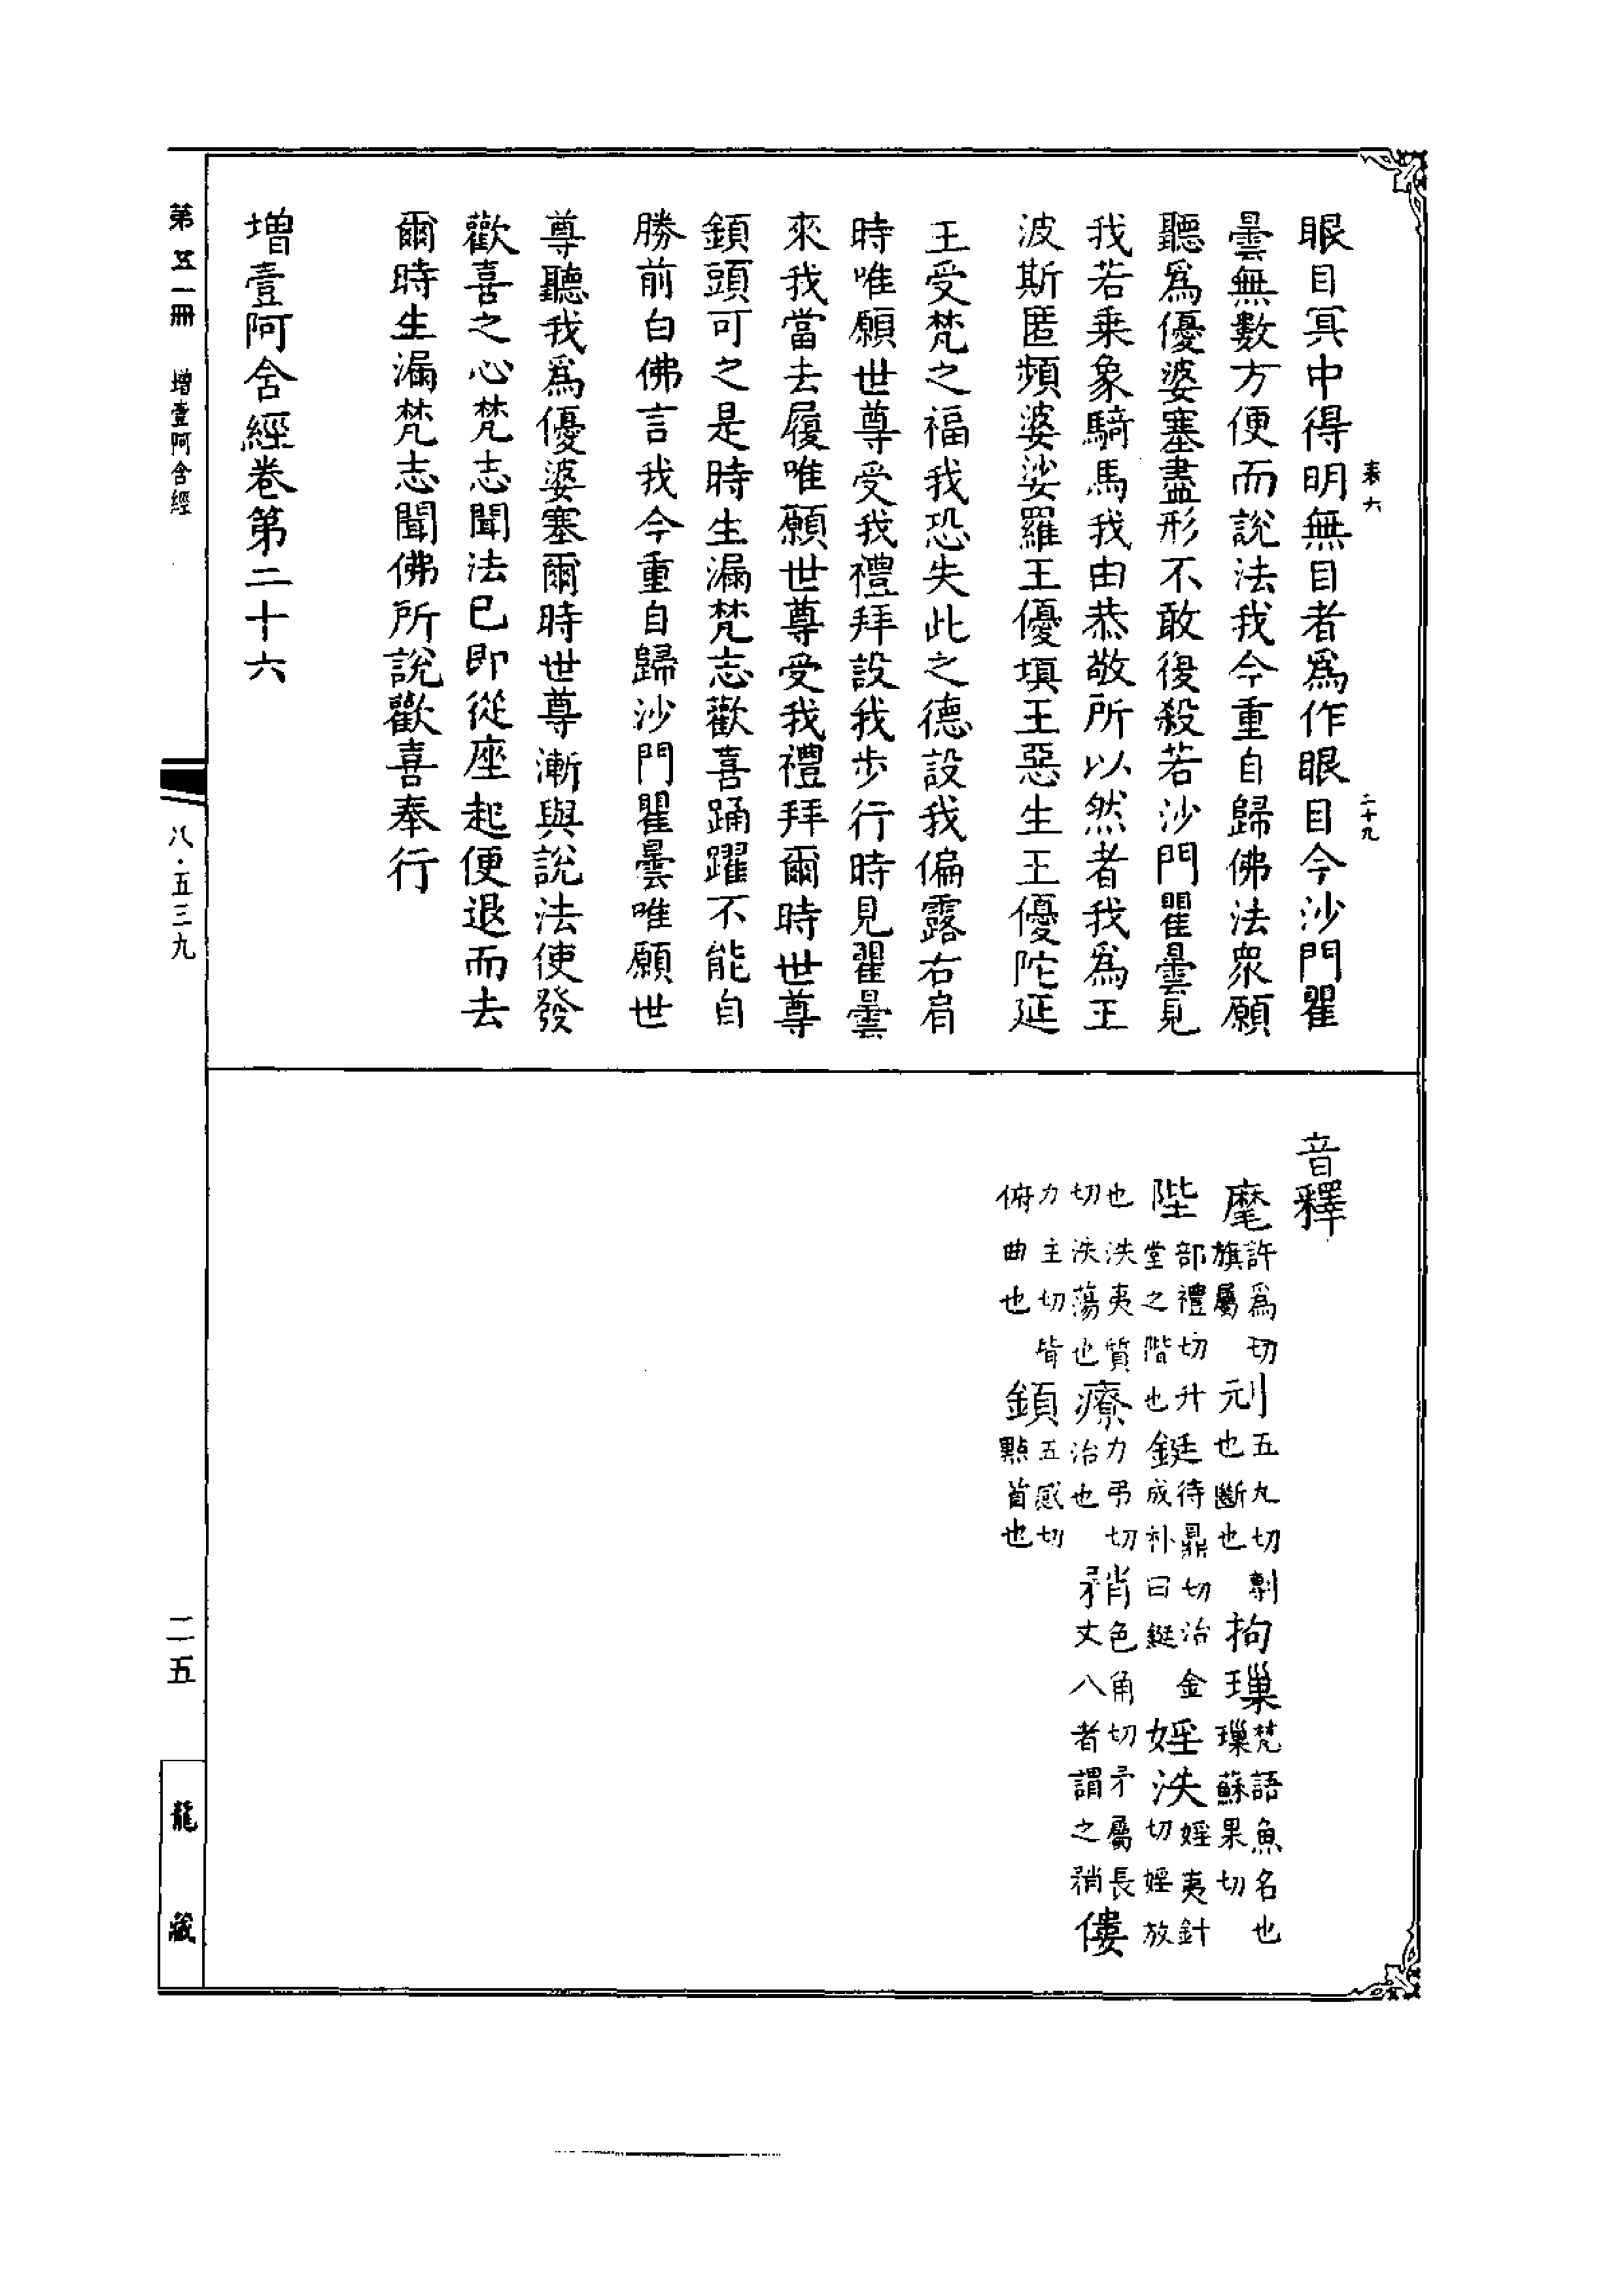 眼目冥中得明無目者爲作眼目今沙門瞿
曇無數方便而說法我今重自歸佛法衆願
聽爲優婆塞盡形不敢復殺若沙門瞿曇見
我若乗象騎馬我由恭敬所以然者我爲王
波斯匿頻婆娑羅王優填王惡生王優陀延
王受梵之福我恐失此之德設我偏露右肩
時唯願世尊受我禮拜設我步行時見瞿曇
來我當去履唯願世尊受我禮拜爾時世尊
鎖頭可之是時生漏梵志歡喜踊躍不能自
勝前白佛言我今重自歸沙門瞿曇唯願世
尊聽我爲優婆塞爾時世尊漸與說法使發
歡喜之心梵志聞法已即從座起便退而去
爾時生漏梵志聞佛所說歡喜奉行
增壹阿含經卷第二十六
音釋
麾許爲切旗屬 刓五丸切剸也斷也 拘璅梵語魚名也璅蘇果切
陛部禮切升堂之階也 鋌待鼎切冶金成朴曰鋌 婬泆婬夷針切婬放
也泆夷質切泆蕩也 療力弔切治也 矟色角切矛屬長丈八者謂之矟 僂
力主切背俯曲也 鎖五感切點首也
第五一冊
增壹阿含經
八·五三九
二五
龍藏
表六
二十九